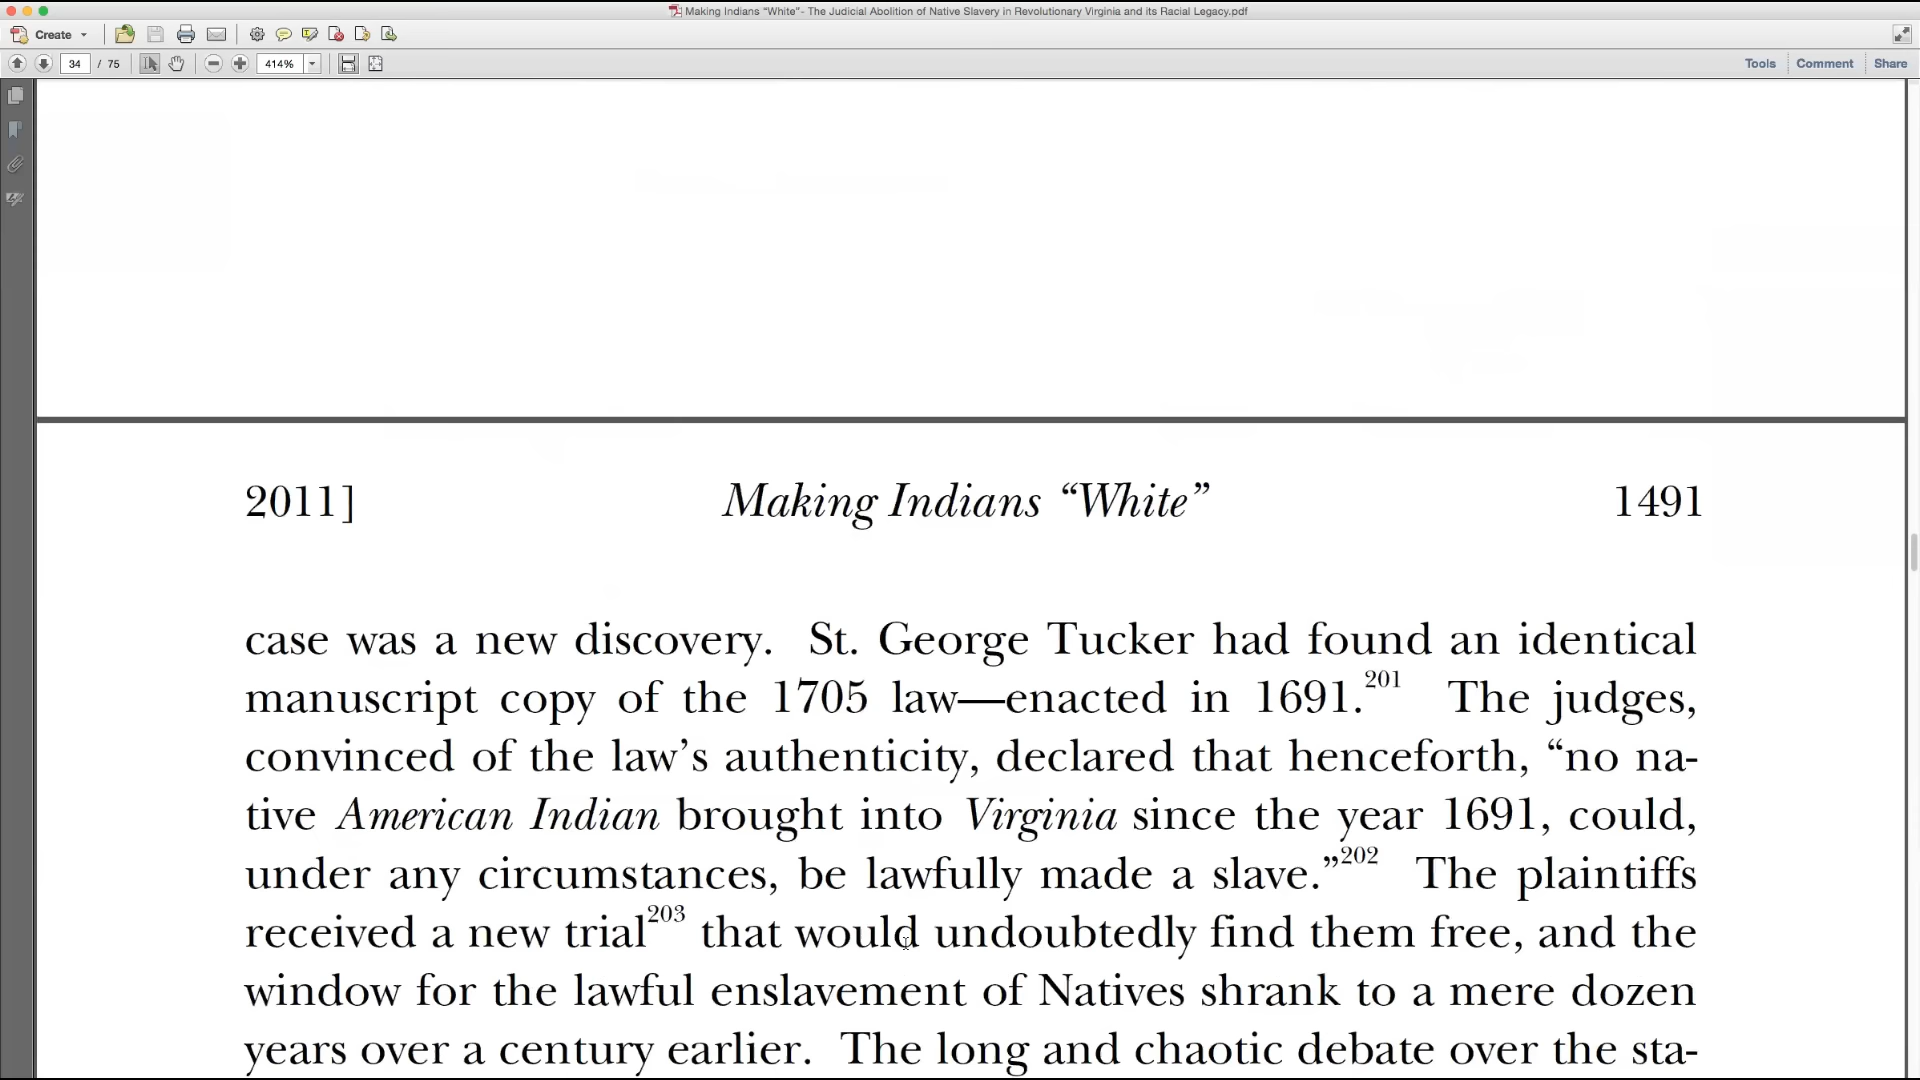 Making Indians “White”- The Judicial Abolition of Native Slavery in Revolutionary Virginia and its Racial Legacy.pdf
Create
34 / 75 414% Tools Comment Share
2011] Making Indians “White” 1491
case was a new discovery. St. George Tucker had found an identical
manuscript copy of the 1705 law—enacted in 1691.201 The judges,
convinced of the law’s authenticity, declared that henceforth, “no na-
tive American Indian brought into Virginia since the year 1691, could,
under any circumstances, be lawfully made a slave.”202 The plaintiffs
received a new trial203 that would undoubtedly find them free, and the
window for the lawful enslavement of Natives shrank to a mere dozen
years over a century earlier. The long and chaotic debate over the sta-